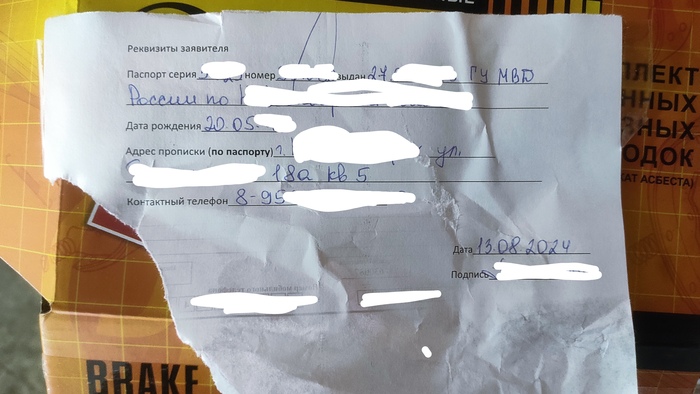 Реквизиты заявителя
Паспорт серия номер выдан 27 ГУ МВД
России по
Дата рождения 20.05
Адрес прописки (по паспорту) г. ул.
18а кв 5
Контактный телефон 8-95
Дата 13.08.2024
Подпись
ПЛЕКТ
ННЫХ
ЗНЫХ
ОДОК
КАТ АСБЕСТА)
BRAKE